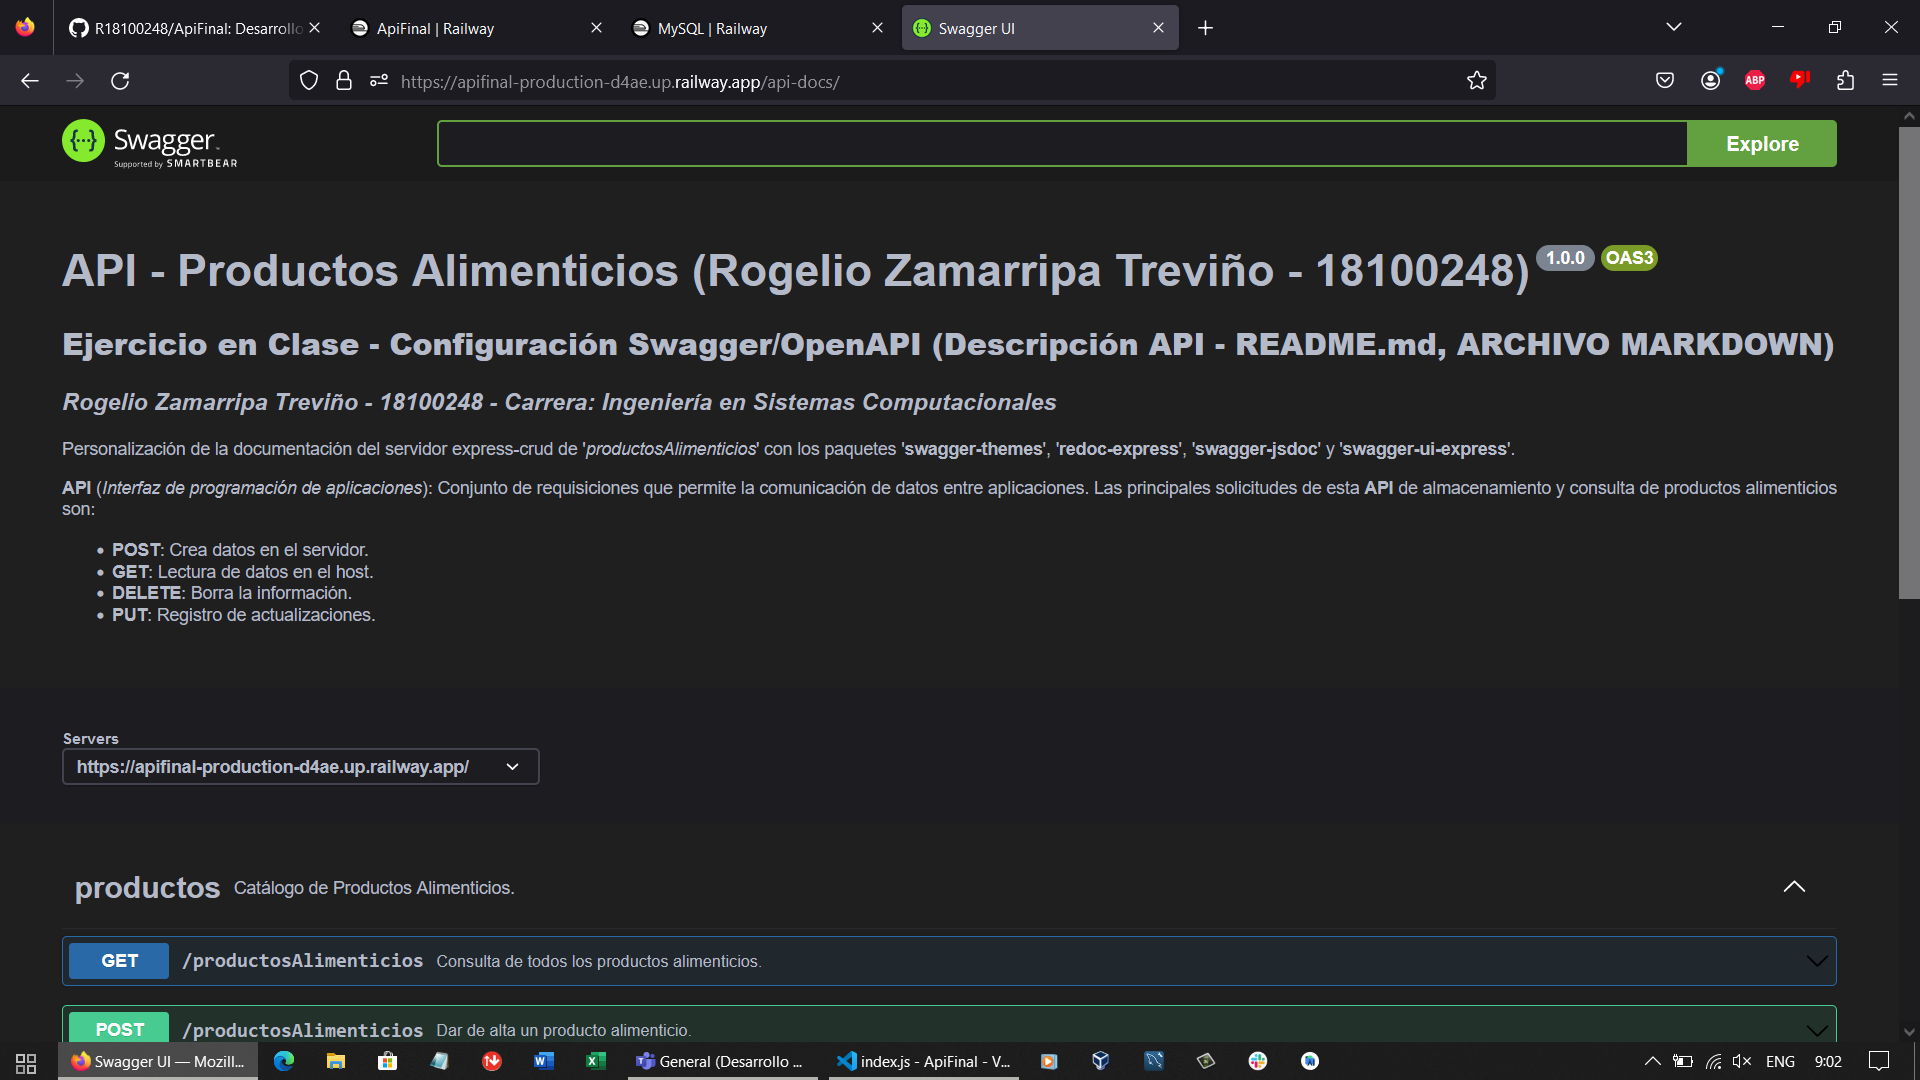 R18100248/ApiFinal: Desarrollo
ApiFinal | Railway
MySQL | Railway
Swagger UI
https://apifinal-production-d4ae.up.railway.app/api-docs/
ABP
Swagger
Supported by SMARTBEAR
Explore
API - Productos Alimenticios (Rogelio Zamarripa Treviño - 18100248) 1.0.0 OAS3
Ejercicio en Clase - Configuración Swagger/OpenAPI (Descripción API - README.md, ARCHIVO MARKDOWN)
Rogelio Zamarripa Treviño - 18100248 - Carrera: Ingeniería en Sistemas Computacionales
Personalización de la documentación del servidor express-crud de 'productosAlimenticios' con los paquetes 'swagger-themes', 'redoc-express', 'swagger-jsdoc' y 'swagger-ui-express'.
API (Interfaz de programación de aplicaciones): Conjunto de requisiciones que permite la comunicación de datos entre aplicaciones. Las principales solicitudes de esta API de almacenamiento y consulta de productos alimenticios
son:
POST: Crea datos en el servidor.
GET: Lectura de datos en el host.
DELETE: Borra la información.
PUT: Registro de actualizaciones.
Servers
https://apifinal-production-d4ae.up.railway.app/
productos Catálogo de Productos Alimenticios.
GET /productosAlimenticios Consulta de todos los productos alimenticios.
POST /productosAlimenticios Dar de alta un producto alimenticio.
Swagger UI — Mozill...
General (Desarrollo ...
index.js - ApiFinal - V...
ENG
9:02